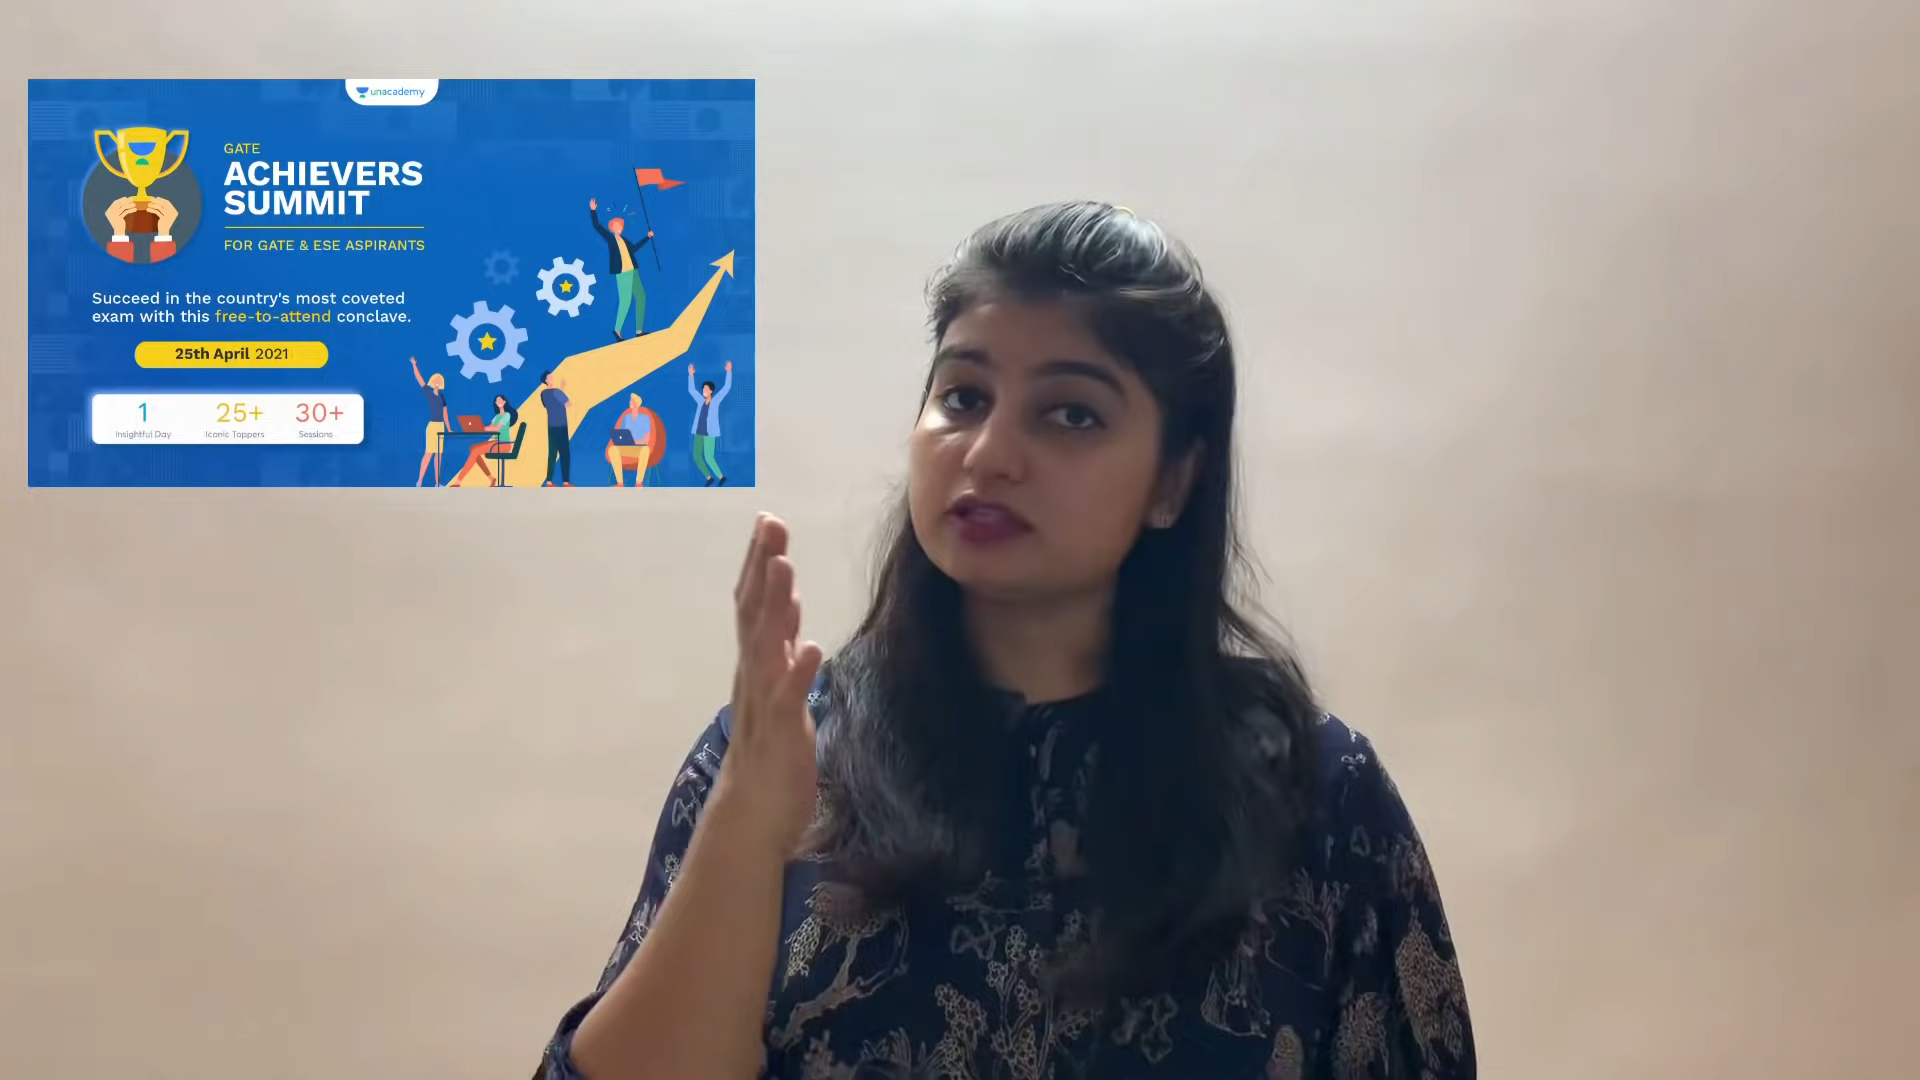 unacademy
GATE
ACHIEVERS
SUMMIT
FOR GATE & ESE ASPIRANTS
Succeed in the country's most coveted
exam with this free-to-attend conclave.
25th April 2021
1 25+ 30+
Insightful Day Iconic Toppers Sessions